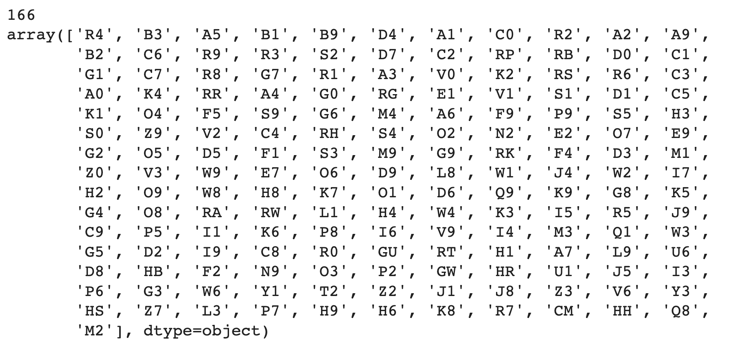 166
array(['R4', 'B3', 'A5', 'B1', 'B9', 'D4', 'A1', 'C0', 'R2', 'A2', 'A9',
'B2', 'C6', 'R9', 'R3', 'S2', 'D7', 'C2', 'RP', 'RB', 'D0', 'C1',
'G1', 'C7', 'R8', 'G7', 'R1', 'A3', 'V0', 'K2', 'RS', 'R6', 'C3',
'A0', 'K4', 'RR', 'A4', 'G0', 'RG', 'E1', 'V1', 'S1', 'D1', 'C5',
'K1', 'O4', 'F5', 'S9', 'G6', 'M4', 'A6', 'F9', 'P9', 'S5', 'H3',
'S0', 'Z9', 'V2', 'C4', 'RH', 'S4', 'O2', 'N2', 'E2', 'O7', 'E9',
'G2', 'O5', 'D5', 'F1', 'S3', 'M9', 'G9', 'RK', 'F4', 'D3', 'M1',
'Z0', 'V3', 'W9', 'E7', 'O6', 'D9', 'L8', 'W1', 'J4', 'W2', 'I7',
'H2', 'O9', 'W8', 'H8', 'K7', 'O1', 'D6', 'Q9', 'K9', 'G8', 'K5',
'G4', 'O8', 'RA', 'RW', 'L1', 'H4', 'W4', 'K3', 'I5', 'R5', 'J9',
'C9', 'P5', 'I1', 'K6', 'P8', 'I6', 'V9', 'I4', 'M3', 'Q1', 'W3',
'G5', 'D2', 'I9', 'C8', 'R0', 'GU', 'RT', 'H1', 'A7', 'L9', 'U6',
'D8', 'HB', 'F2', 'N9', 'O3', 'P2', 'GW', 'HR', 'U1', 'J5', 'I3',
'P6', 'G3', 'W6', 'Y1', 'T2', 'Z2', 'J1', 'J8', 'Z3', 'V6', 'Y3',
'HS', 'Z7', 'L3', 'P7', 'H9', 'H6', 'K8', 'R7', 'CM', 'HH', 'Q8',
'M2'], dtype=object)